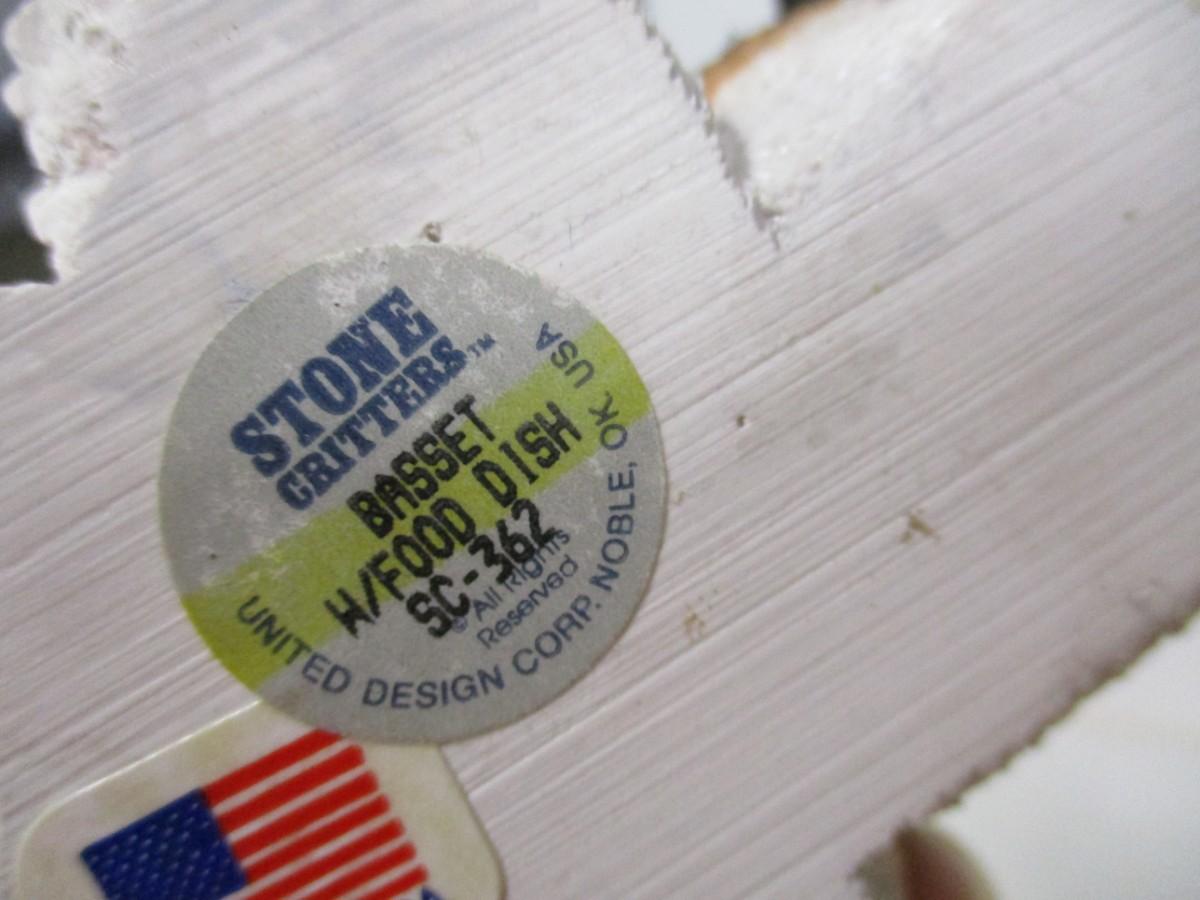 STONE
CRITTERS™
BASSET
W/FOOD DISH
SC-362
© All Rights
Reserved
UNITED DESIGN CORP. NOBLE, OK USA